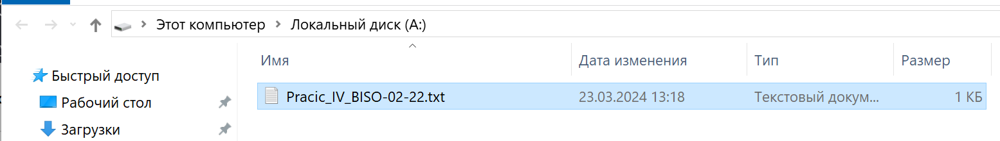 Этот компьютер Локальный диск (A:)
Имя Дата изменения Тип Размер
Быстрый доступ
Рабочий стол
Загрузки
Pracic_IV_BISO-02-22.txt 23.03.2024 13:18 Текстовый докум... 1 КБ